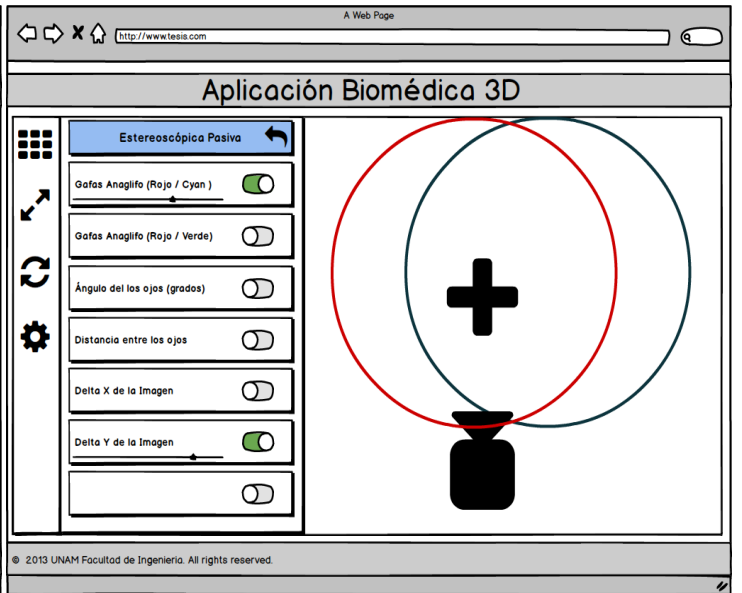 A Web Page
http://www.tesis.com
Aplicación Biomédica 3D
Estereoscópica Pasiva
Gafas Anaglifo (Rojo / Cyan )
Gafas Anaglifo (Rojo / Verde)
Ángulo del los ojos (grados)
Distancia entre los ojos
Delta X de la Imagen
Delta Y de la Imagen
© 2013 UNAM Facultad de Ingenieria. All rights reserved.